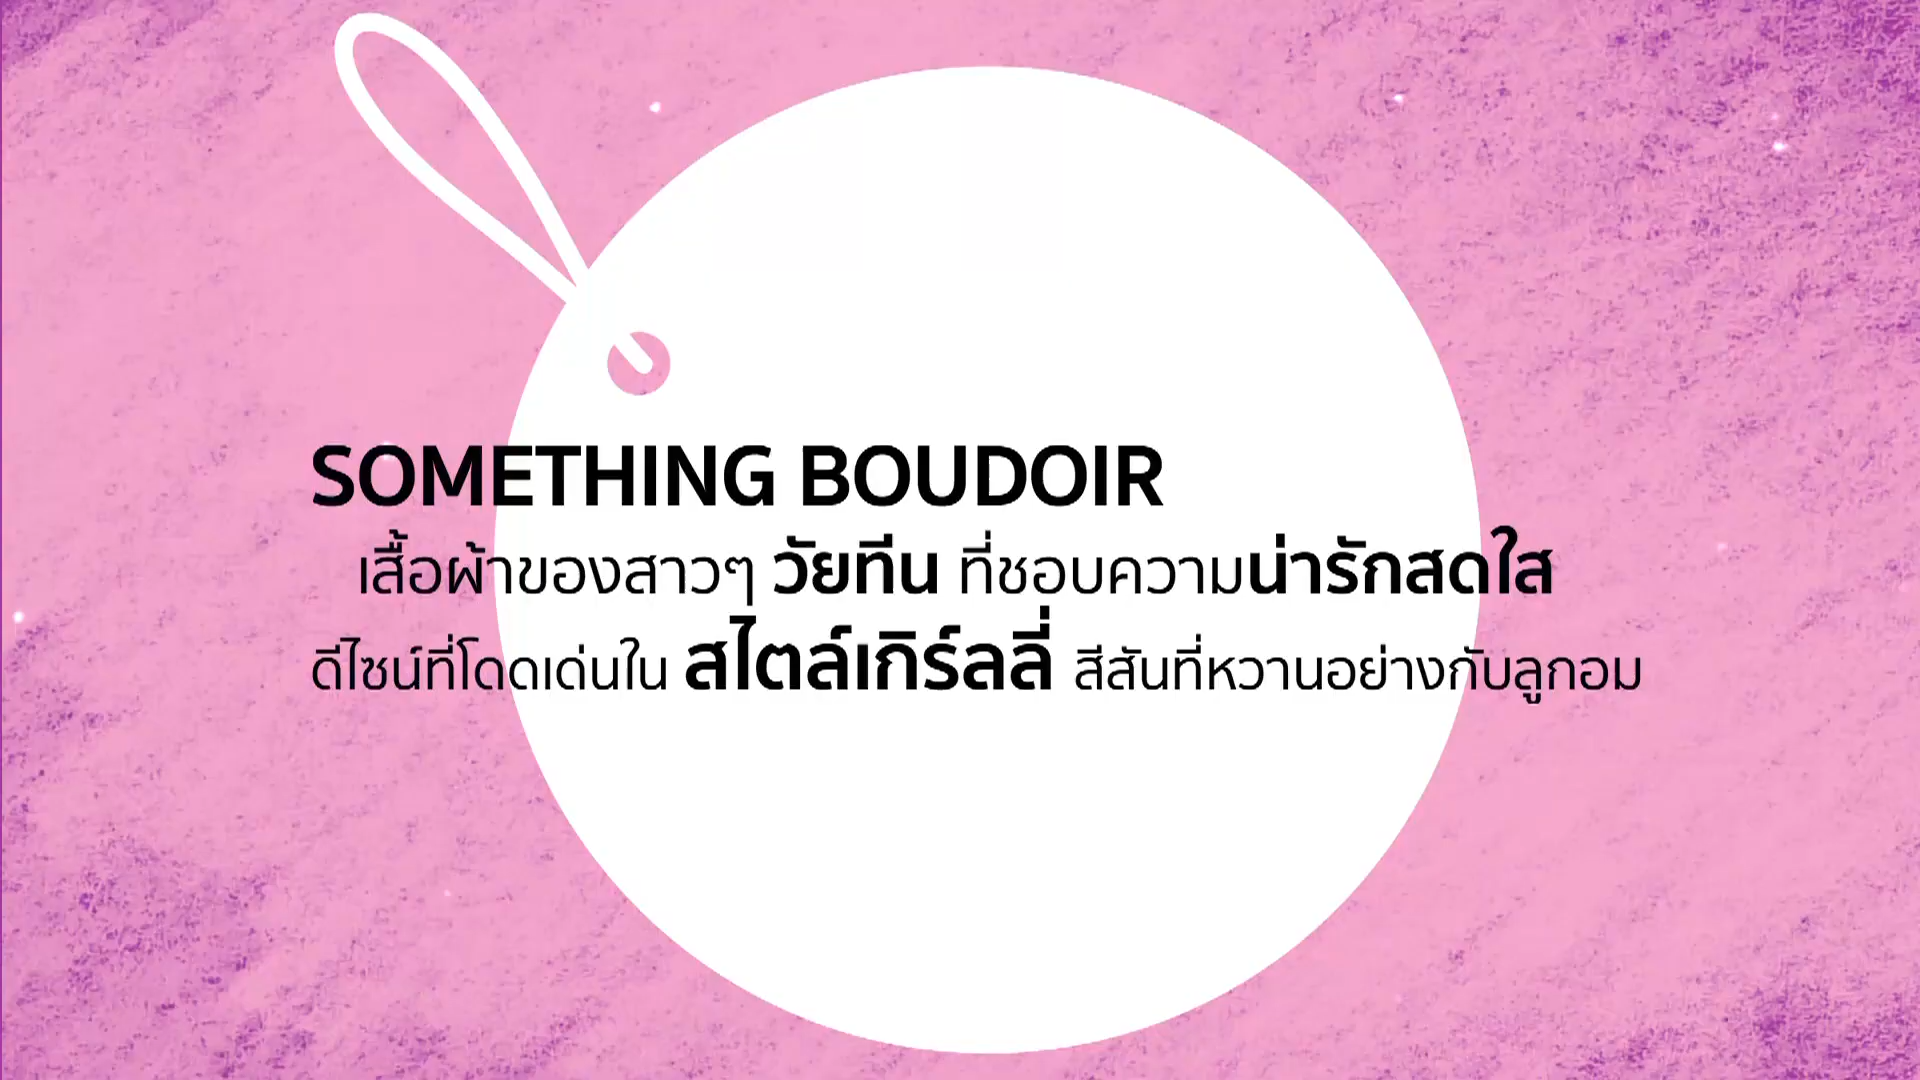 SOMETHING BOUDOIR
เสื้อผ้าของสาวๆ วัยทีน ที่ชอบความน่ารักสดใส
ดีไซน์ที่โดดเด่นใน สไตล์เกิร์ลลี่ สีสันที่หวานอย่างกับลูกอม